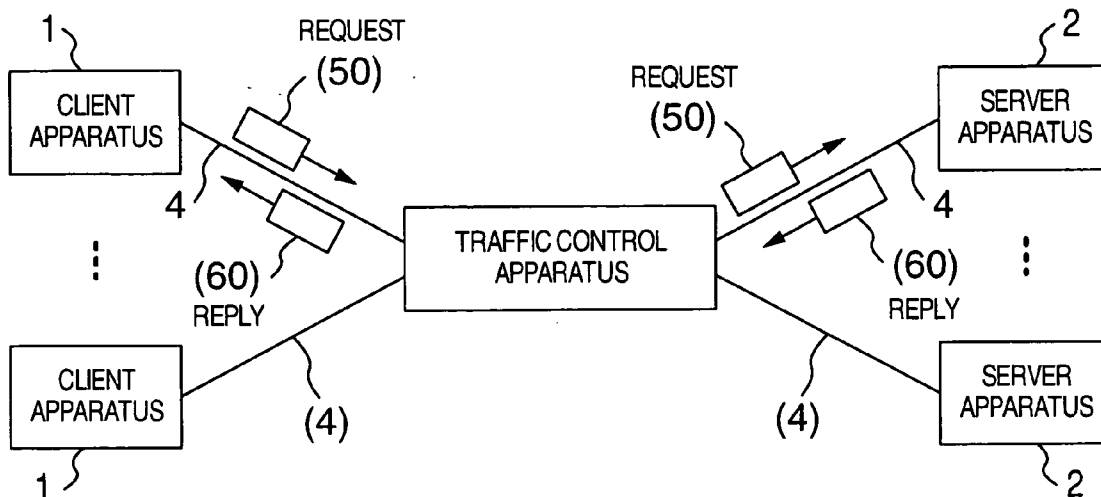 1
CLIENT
APPARATUS
REQUEST
(50)
4
(60)
REPLY
TRAFFIC CONTROL
APPARATUS
REQUEST
(50)
2
SERVER
APPARATUS
4
(60)
REPLY
CLIENT
APPARATUS
1
(4)
(4)
SERVER
APPARATUS
2